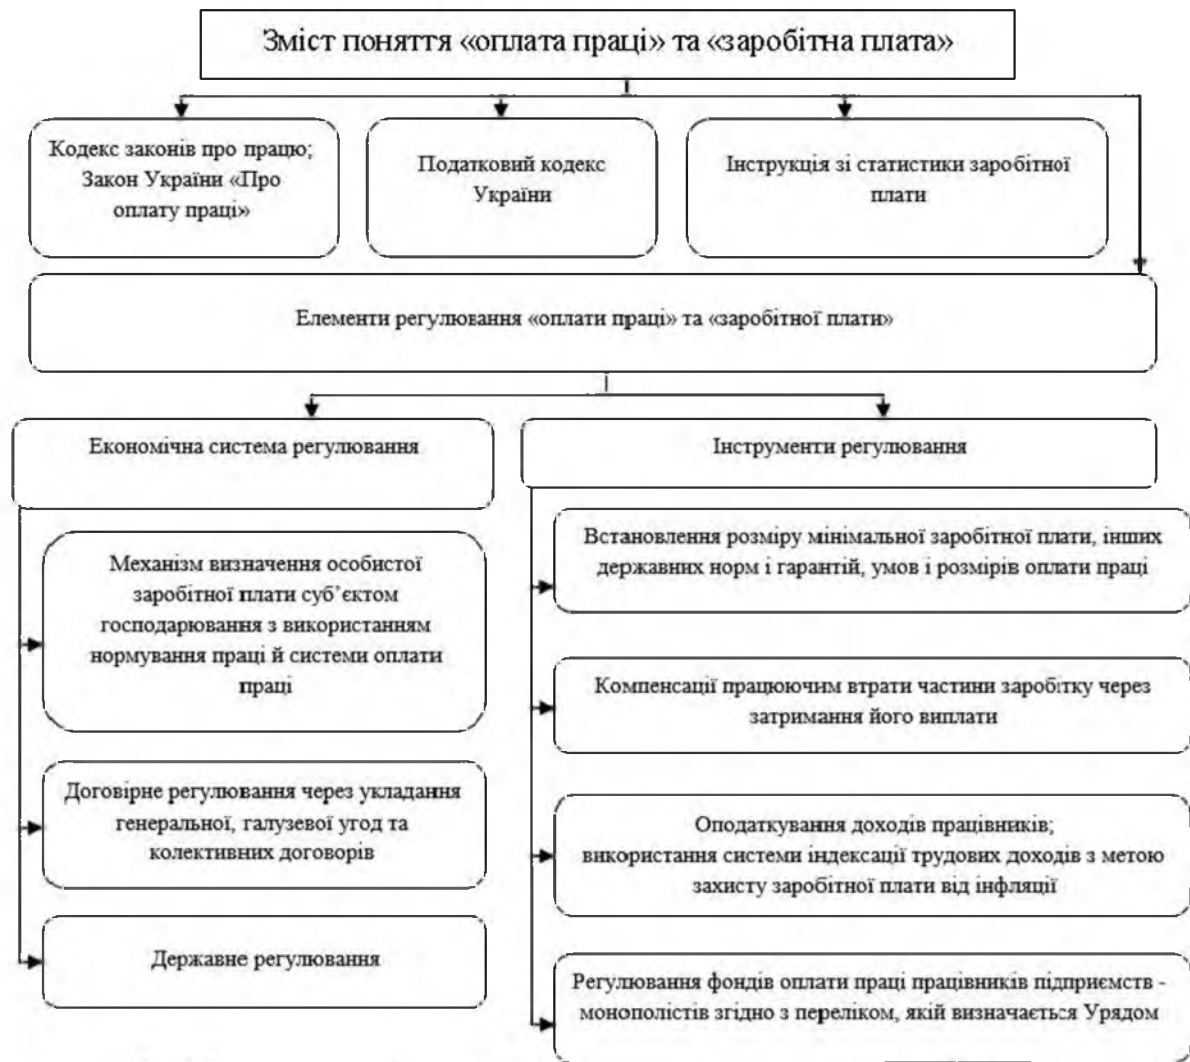 Зміст поняття «оплата праці» та «заробітна плата»
Кодекс законів про працю;
Закон України «Про
оплату праці»
Податковий кодекс
України
Інструкція зі статистики заробітної
плати
Елементи регулювання «оплати праці» та «заробітної плати»
Економічна система регулювання
Механізм визначення особистої
заробітної плати суб’єктом
господарювання з використанням
нормування праці й системи оплати
праці
Договірне регулювання через укладання
генеральної, галузевої угод та
колективних договорів
Державне регулювання
Інструменти регулювання
Встановлення розміру мінімальної заробітної плати, інших
державних норм і гарантій, умов і розмірів оплати праці
Компенсації працюючим втрати частини заробітку через
затримання його виплати
Оподаткування доходів працівників;
використання системи індексації трудових доходів з метою
захисту заробітної плати від інфляції
Регулювання фондів оплати праці працівників підприємств -
монополістів згідно з переліком, якій визначається Урядом